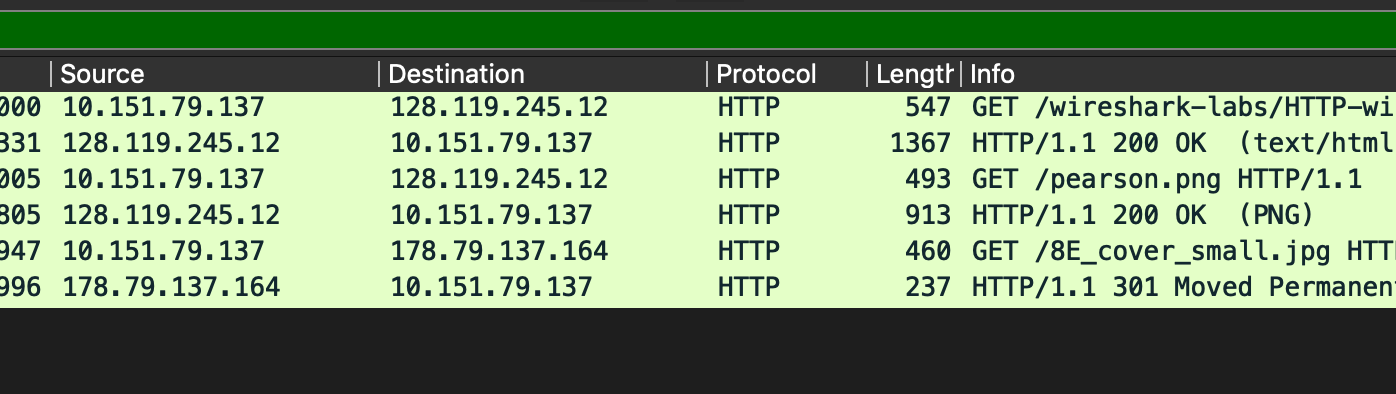 Source Destination Protocol Length Info
000 10.151.79.137 128.119.245.12 HTTP 547 GET /wireshark-labs/HTTP-wi
331 128.119.245.12 10.151.79.137 HTTP 1367 HTTP/1.1 200 OK (text/html
005 10.151.79.137 128.119.245.12 HTTP 493 GET /pearson.png HTTP/1.1
805 128.119.245.12 10.151.79.137 HTTP 913 HTTP/1.1 200 OK (PNG)
947 10.151.79.137 178.79.137.164 HTTP 460 GET /8E_cover_small.jpg HTT
996 178.79.137.164 10.151.79.137 HTTP 237 HTTP/1.1 301 Moved Permanen